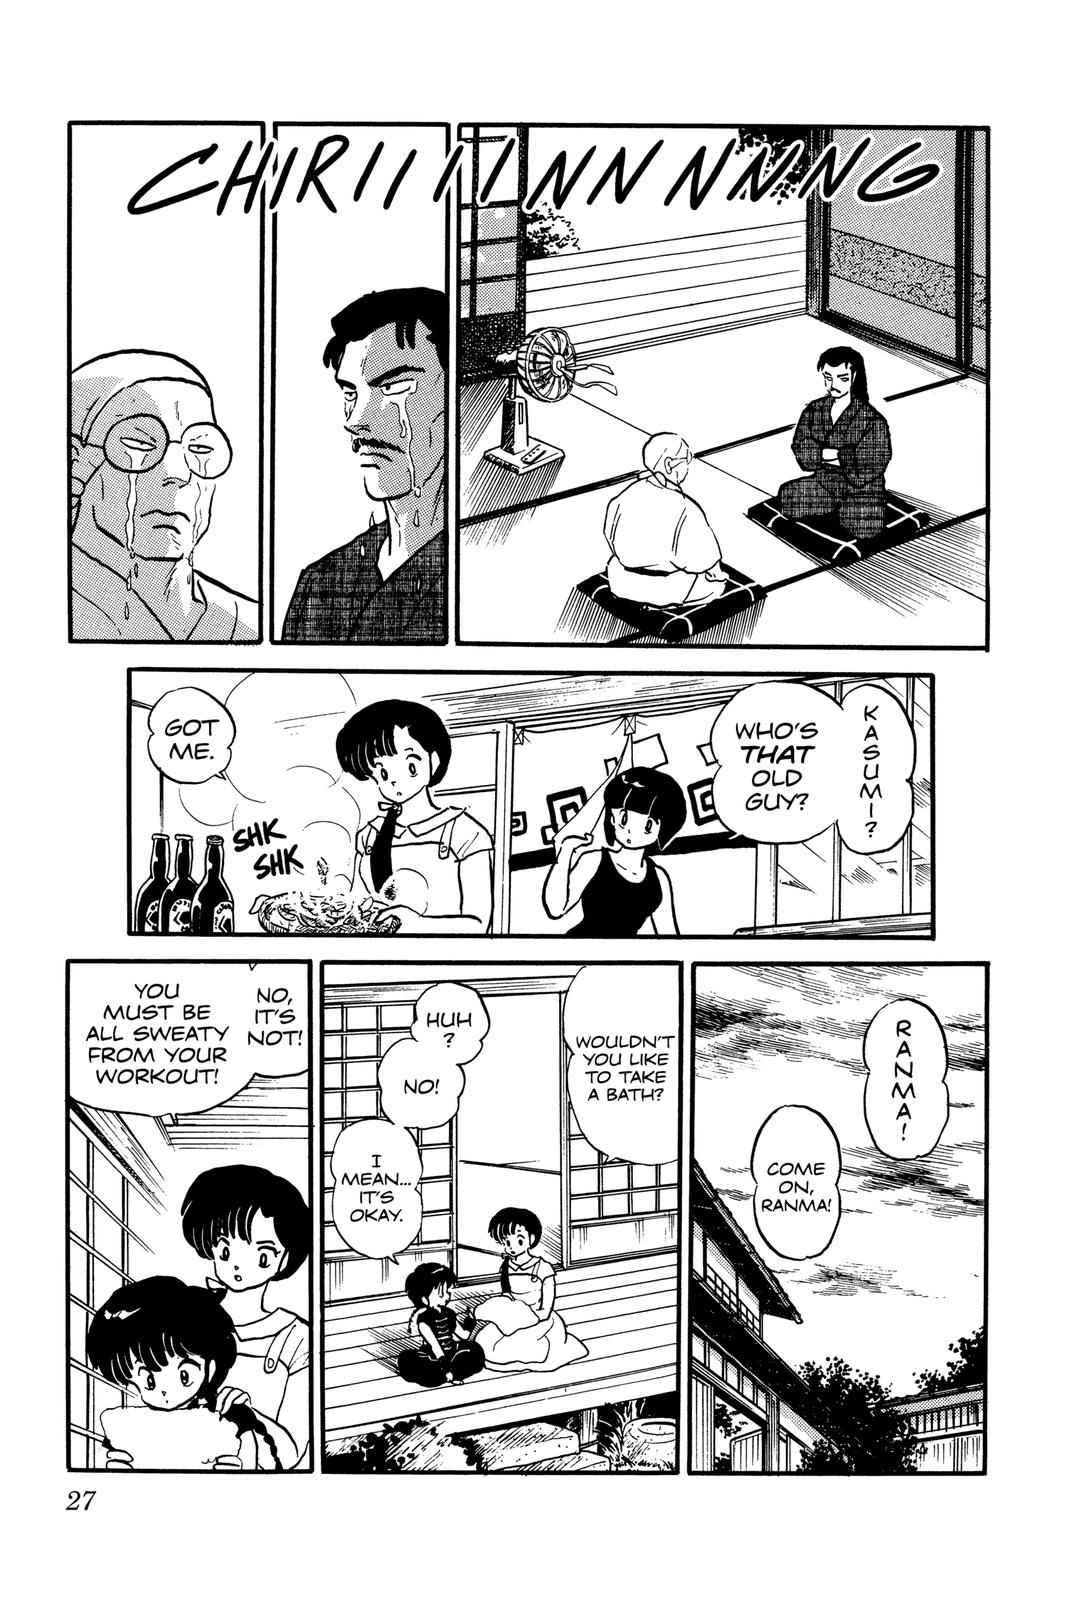 CHIRIIIINNNNNG
KASUMI?
WHO'S
THAT
OLD
GUY?
SHK
SHK
GOT
ME.
RANMA!
COME
ON,
RANMA!
WOULDN'T
YOU LIKE
TO TAKE
A BATH?
HUH
?
NO!
I
MEAN...
IT'S
OKAY.
NO,
IT'S
NOT!
YOU
MUST BE
ALL SWEATY
FROM YOUR
WORKOUT!
27